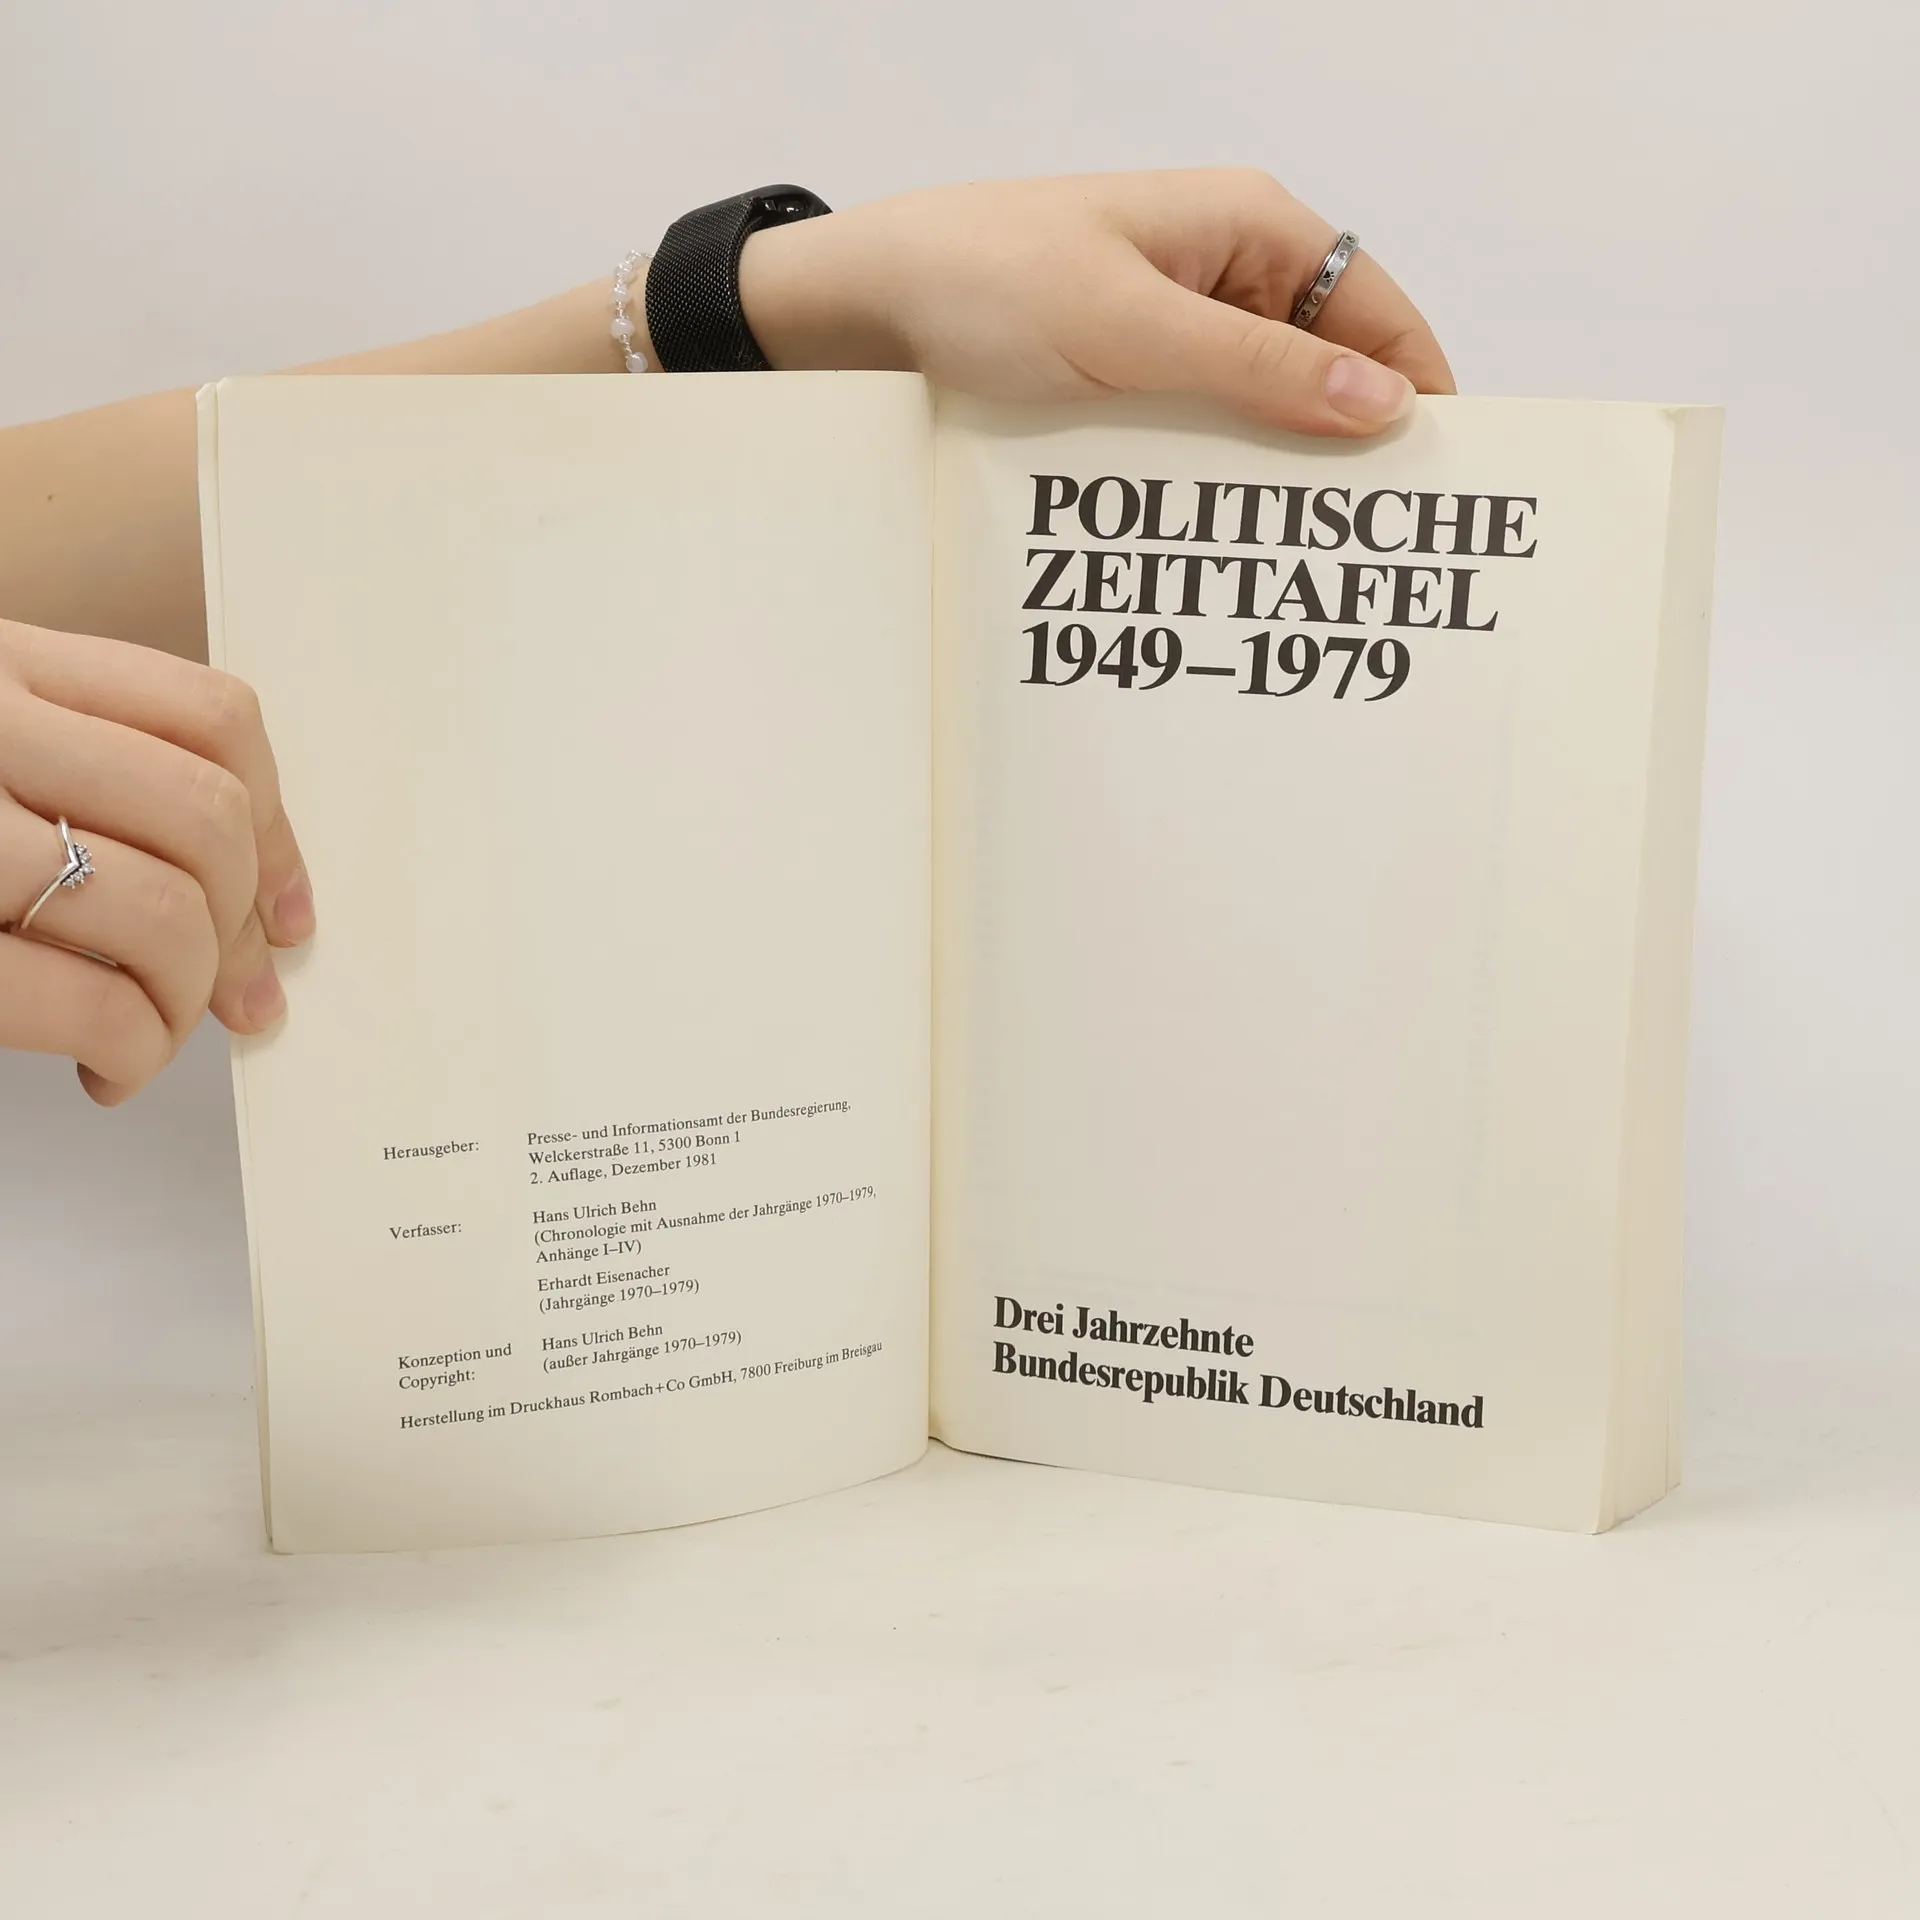 Herausgeber: Presse- und Informationsamt der Bundesregierung,
Welckerstraße 11, 5300 Bonn 1
2. Auflage, Dezember 1981
Verfasser: Hans Ulrich Behn
(Chronologie mit Ausnahme der Jahrgänge 1970–1979,
Anhänge I–IV)
Erhardt Eisenacher
(Jahrgänge 1970–1979)
Konzeption und Hans Ulrich Behn
Copyright: (außer Jahrgänge 1970–1979)
Herstellung im Druckhaus Rombach+Co GmbH, 7800 Freiburg im Breisgau
POLITISCHE
ZEITTAFEL
1949–1979
Drei Jahrzehnte
Bundesrepublik Deutschland